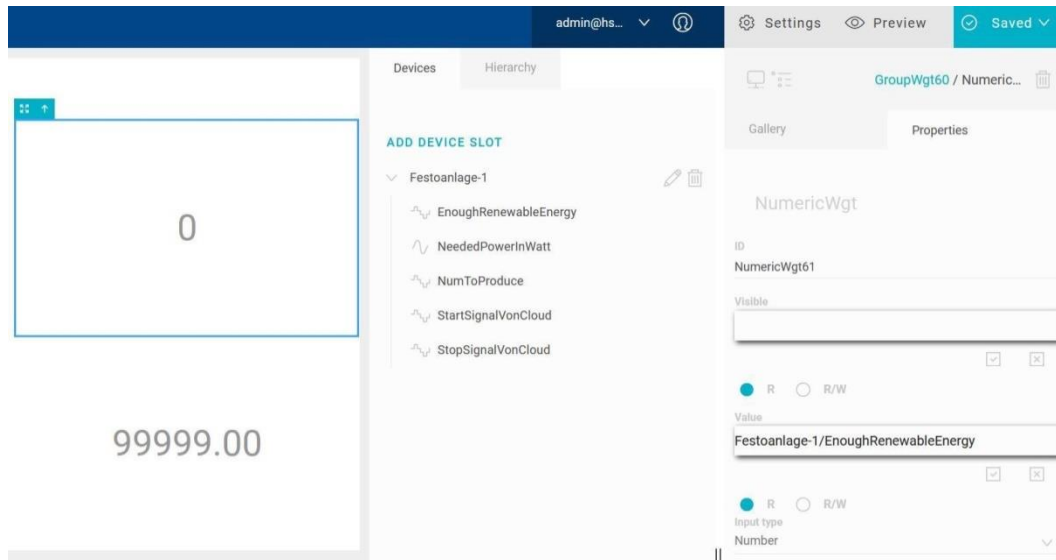 admin@hs...
Settings
Preview
Saved
Devices
Hierarchy
GroupWgt60 / Numeric...
Gallery
Properties
ADD DEVICE SLOT
Festoanlage-1
EnoughRenewableEnergy
NeededPowerInWatt
NumToProduce
StartSignalVonCloud
StopSignalVonCloud
0
99999.00
NumericWgt
ID
NumericWgt61
Visible
R R/W
Value
Festoanlage-1/EnoughRenewableEnergy
R R/W
Input type
Number